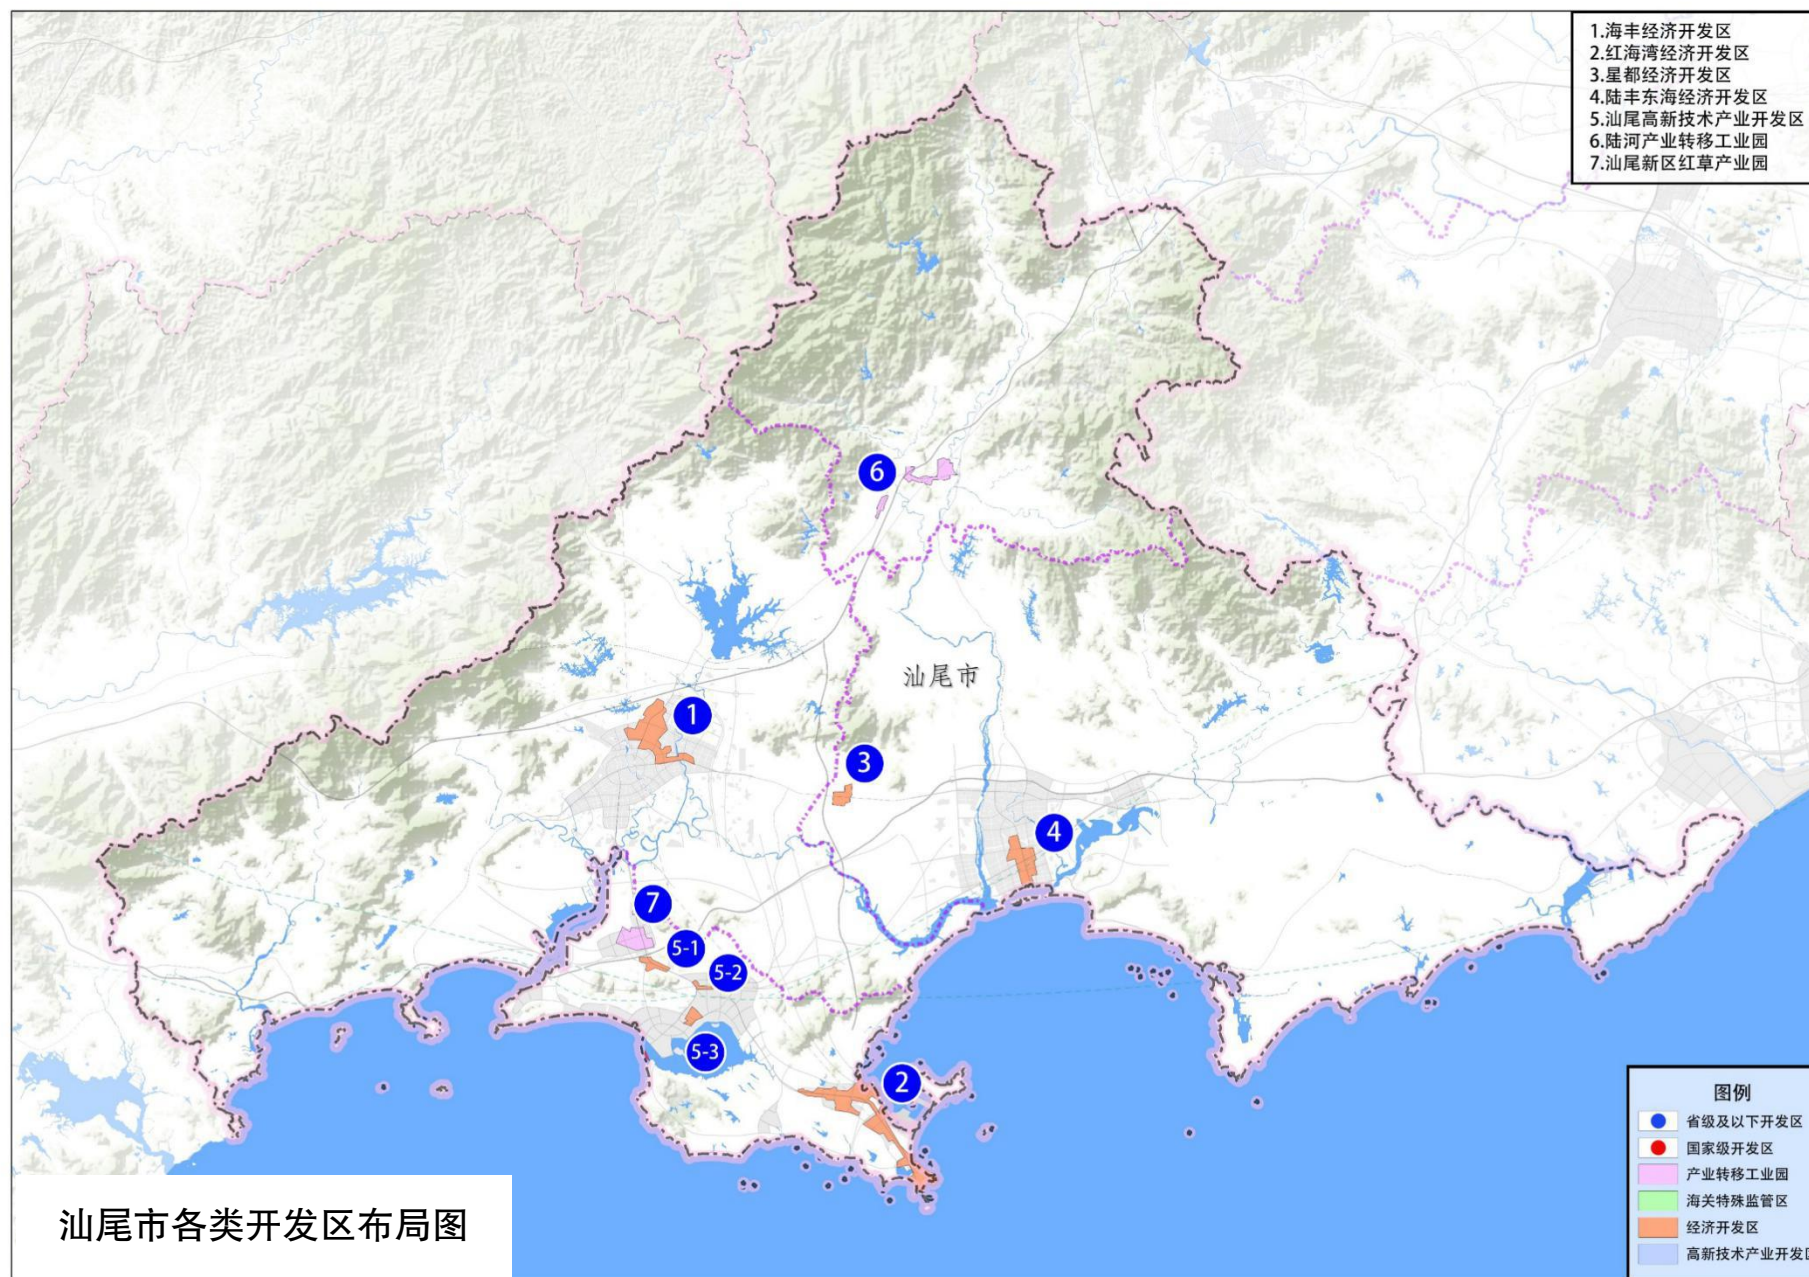 1.海丰经济开发区
2.红海湾经济开发区
3.星都经济开发区
4.陆丰东海经济开发区
5.汕尾高新技术产业开发区
6.陆河产业转移工业园
7.汕尾新区红草产业园
6
汕尾市
1
3
4
7
5-1
5-2
5-3
2
图例
省级及以下开发区
国家级开发区
产业转移工业园
海关特殊监管区
经济开发区
高新技术产业开发区
汕尾市各类开发区布局图